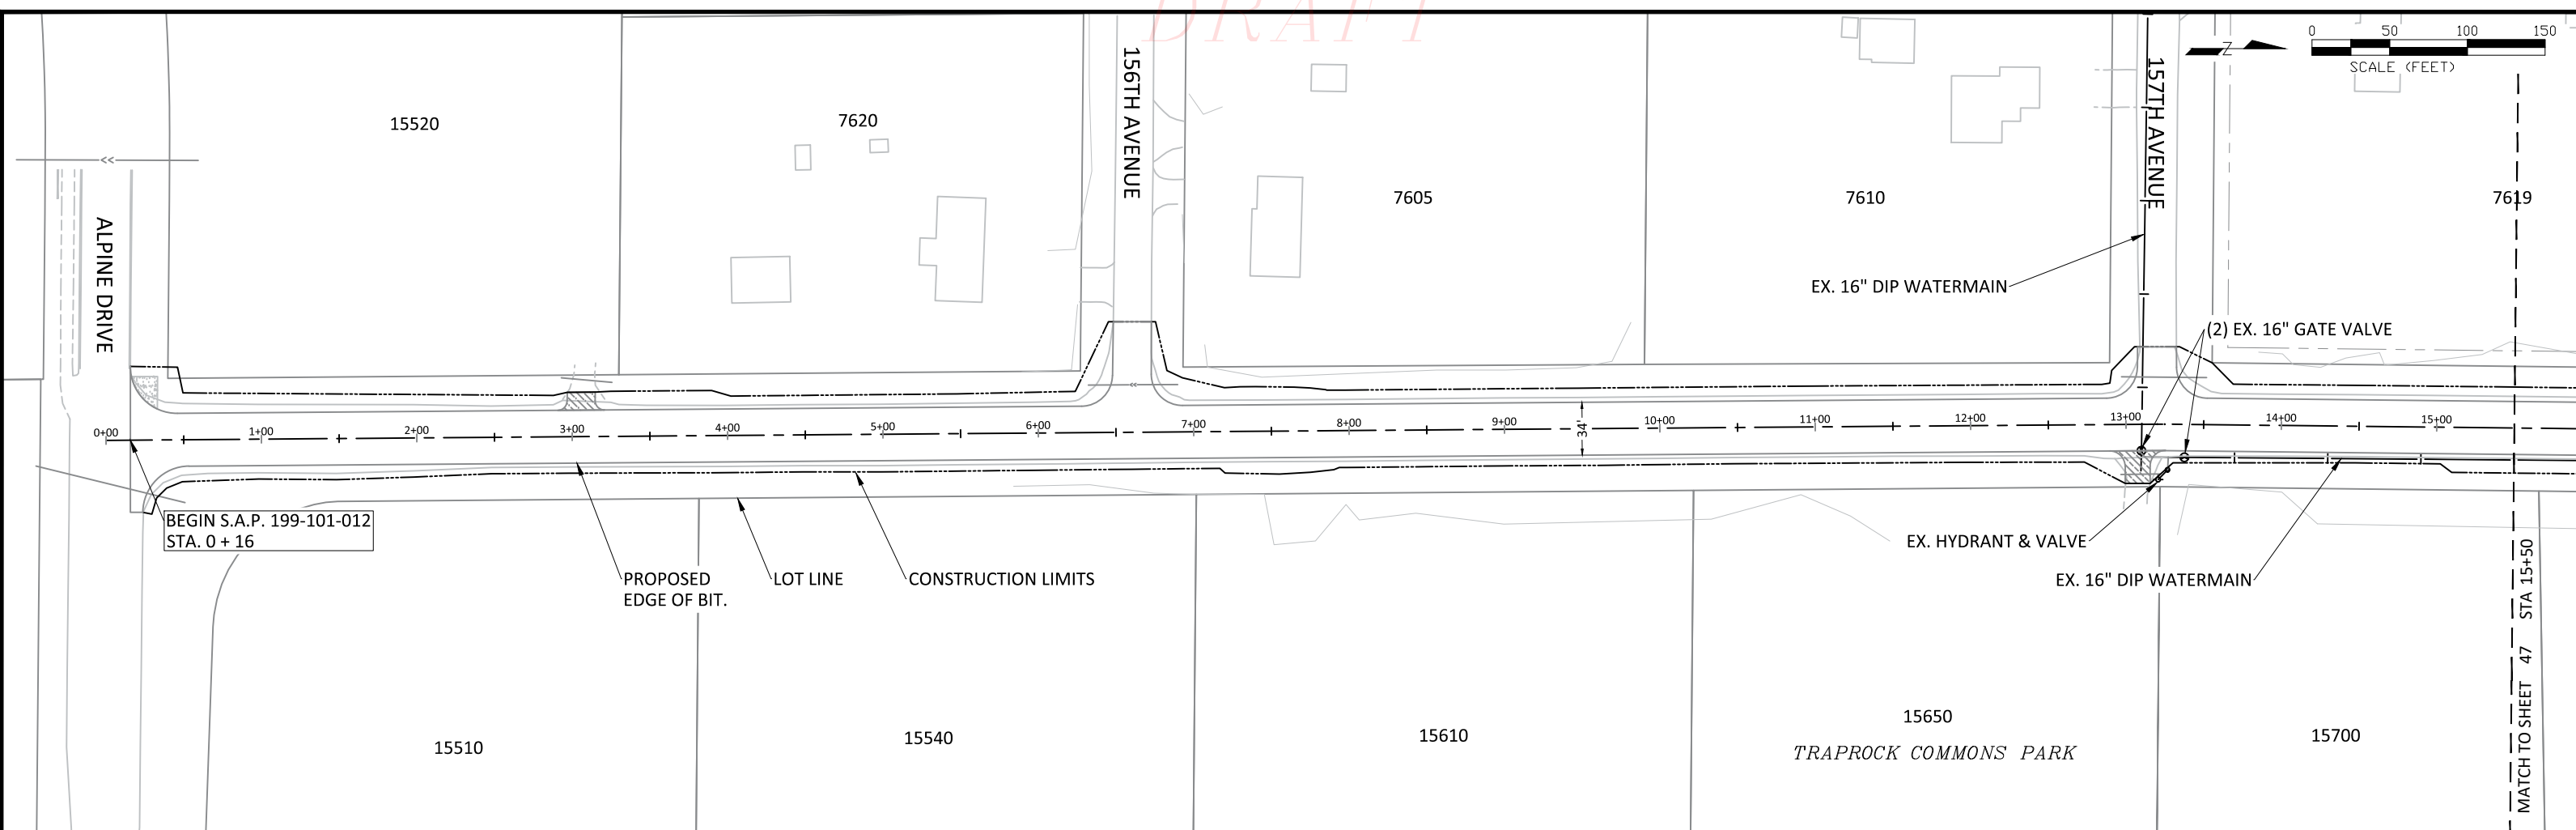 DRAFT
0 50 100 150
SCALE (FEET)
Z
15520
7620
156TH AVENUE
7605
7610
157TH AVENUE
7619
<<
ALPINE DRIVE
EX. 16" DIP WATERMAIN
(2) EX. 16" GATE VALVE
<<
0+00 1+00 2+00 3+00 4+00 5+00 6+00 7+00 8+00 9+00 10+00 11+00 12+00 13+00 14+00 15+00
34'
BEGIN S.A.P. 199-101-012
STA. 0 + 16
PROPOSED
EDGE OF BIT.
LOT LINE
CONSTRUCTION LIMITS
EX. HYDRANT & VALVE
EX. 16" DIP WATERMAIN
MATCH TO SHEET 47 STA 15+50
15510
15540
15610
15650
TRAPROCK COMMONS PARK
15700